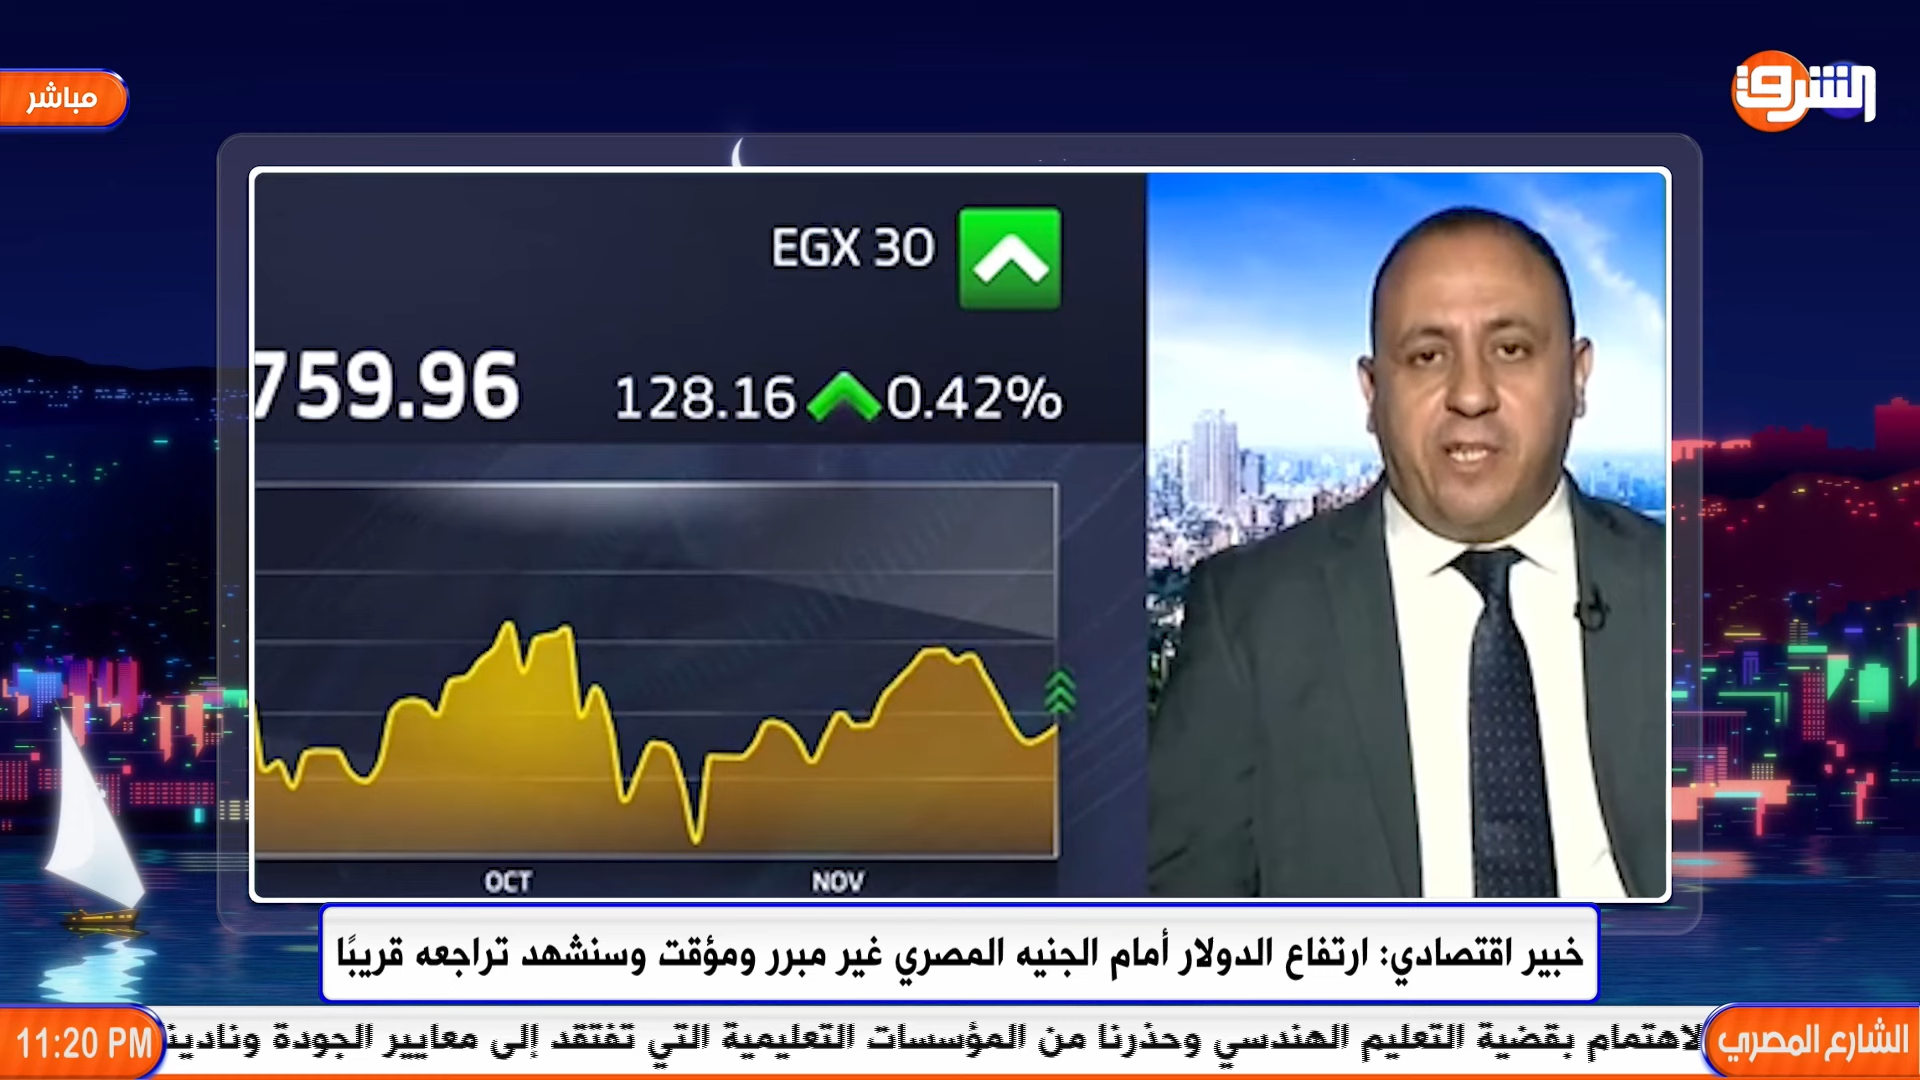 مباشر
الشرق
EGX 30
759.96
128.16 0.42%
OCT NOV
خبير اقتصادي: ارتفاع الدولار أمام الجنيه المصري غير مبرر ومؤقت وسنشهد تراجعه قريبًا
الشارع المصري
لاهتمام بقضية التعليم الهندسي وحذرنا من المؤسسات التعليمية التي تفتقد إلى معايير الجودة ونادين
11:20 PM